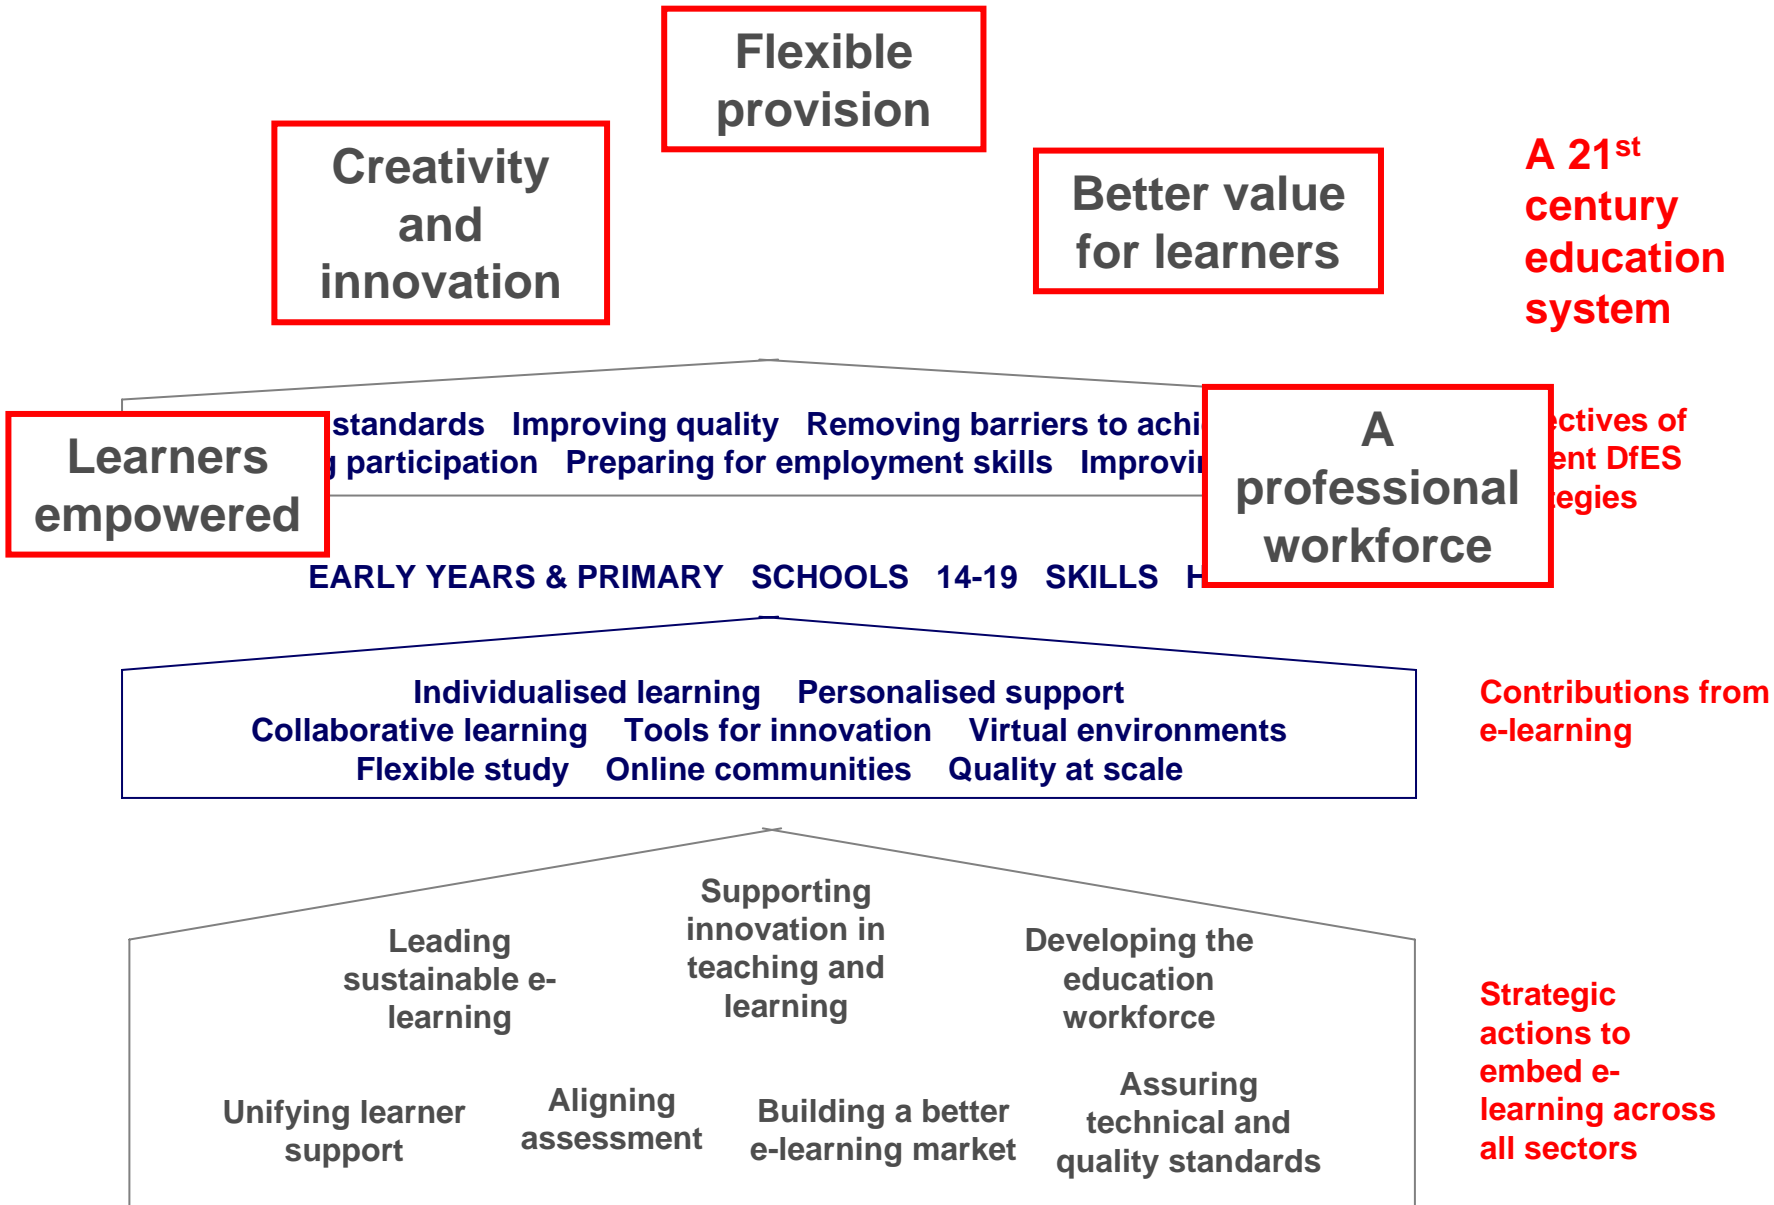 Flexible
provision
Creativity
and
innovation
Better value
for learners
A 21st
century
education
system
Learners
empowered
standards Improving quality Removing barriers to
participation Preparing for employment skills
A
professional
workforce
of
DfES
EARLY YEARS & PRIMARY SCHOOLS 14-19 SKILLS
Individualised learning Personalised support
Collaborative learning Tools for innovation Virtual environments
Flexible study Online communities Quality at scale
Contributions from
e-learning
Leading
sustainable e-
learning
Supporting
innovation in
teaching and
learning
Developing the
education
workforce
Unifying learner
support
Aligning
assessment
Building a better
e-learning market
Assuring
technical and
quality standards
Strategic
actions to
embed e-
learning across
all sectors